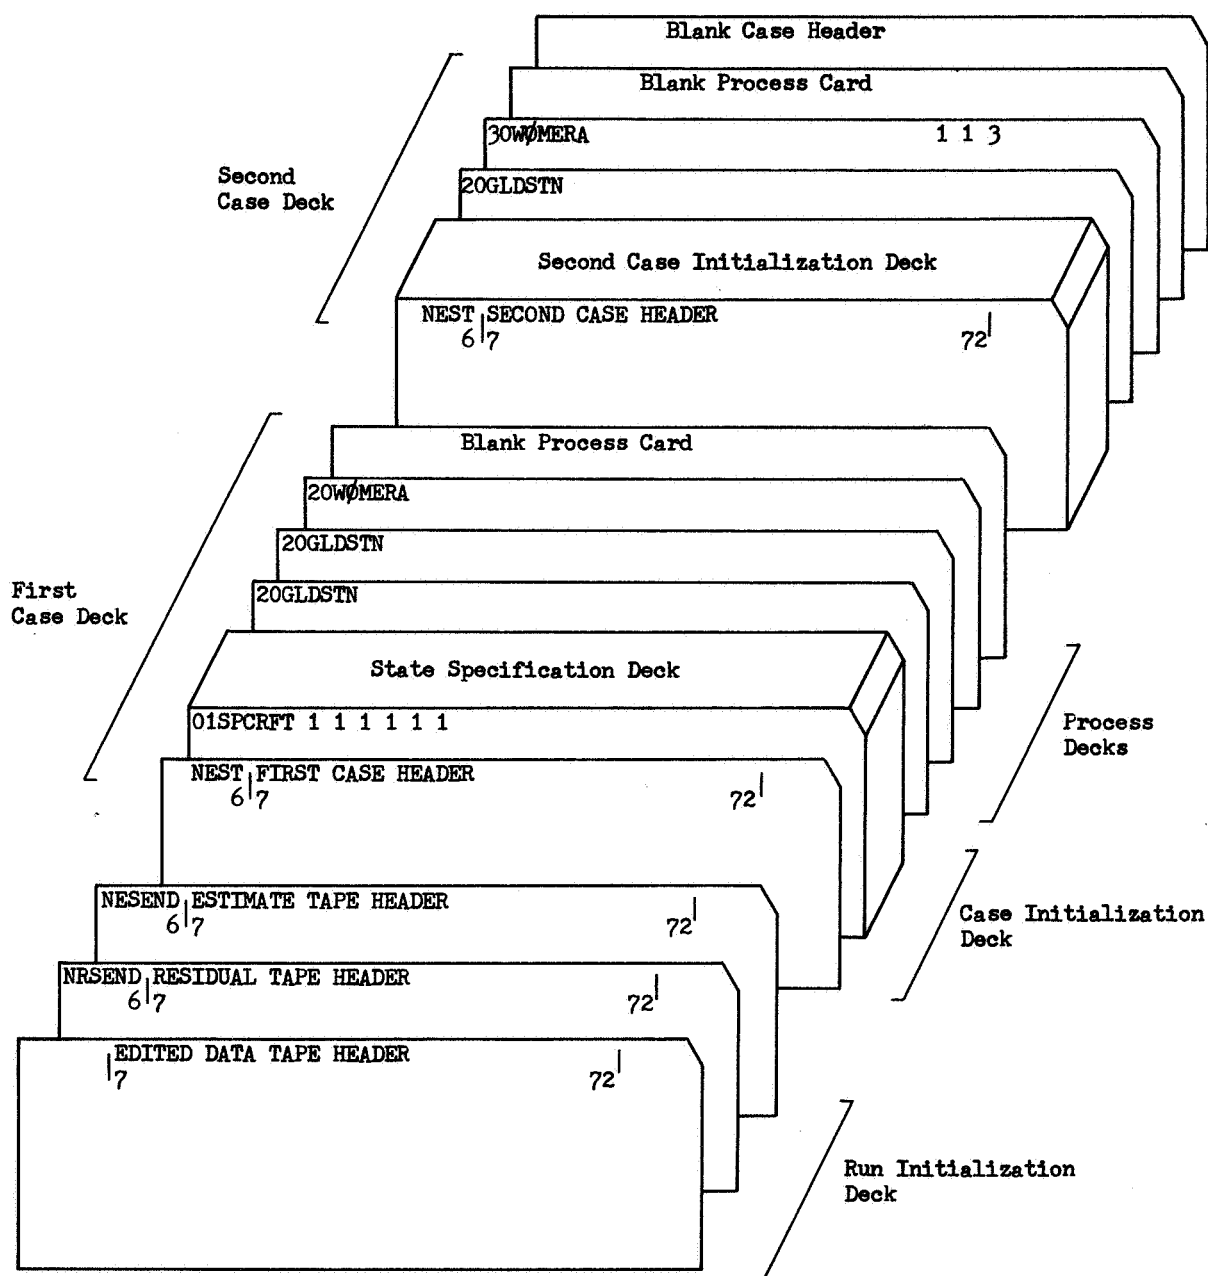 Blank Case Header
Blank Process Card
30WØMERA 1 1 3
Second
Case Deck
20GLDSTN
Second Case Initialization Deck
NEST SECOND CASE HEADER
6 7 72
Blank Process Card
20WØMERA
20GLDSTN
First
Case Deck
20GLDSTN
State Specification Deck
01SPCRFT 1 1 1 1 1 1
Process
Decks
NEST FIRST CASE HEADER
6 7 72
NESEND ESTIMATE TAPE HEADER
6 7 72
Case Initialization
Deck
NRSEND RESIDUAL TAPE HEADER
6 7 72
EDITED DATA TAPE HEADER
7 72
Run Initialization
Deck